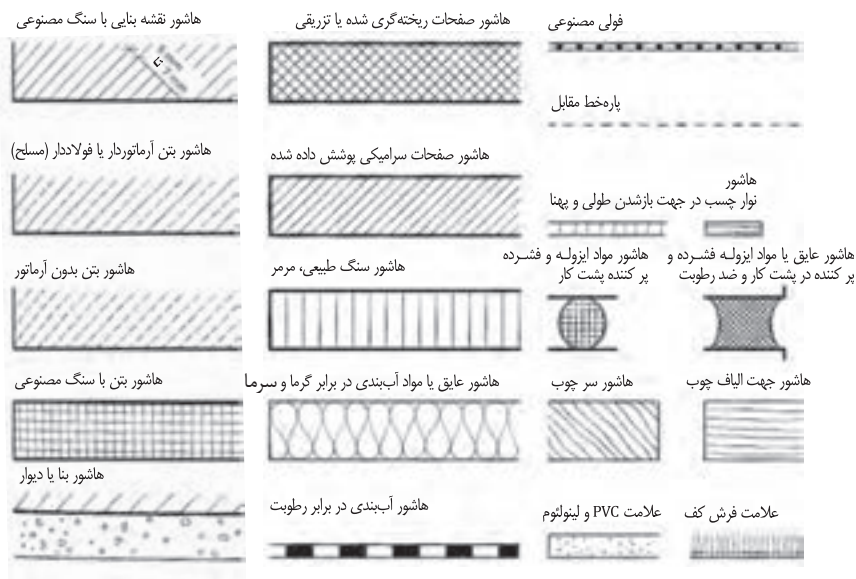 هاشور نقشه بنایی با سنگ مصنوعی
هاشور صفحات ریخته‌گری شده یا تزریقی
فولی مصنوعی
تا
پاره‌خط مقابل
هاشور بتن آرماتوردار یا فولاددار (مسلح)
هاشور صفحات سرامیکی پوشش داده شده
هاشور
نوار چسب در جهت بازشدن طولی و پهنا
هاشور بتن بدون آرماتور
هاشور سنگ طبیعی، مرمر
هاشور مواد ایزولـه و فشـرده
پر کننده پشت کار
هاشور عایق یا مواد ایزولـه فشـرده و
پر کننده در پشت کار و ضد رطوبت
هاشور بتن با سنگ مصنوعی
هاشور عایق یا مواد آب‌بندی در برابر گرما و سرما
هاشور سر چوب
هاشور جهت الیاف چوب
هاشور بنا یا دیوار
هاشور آب‌بندی در برابر رطوبت
علامت PVC و لینولئوم
علامت فرش کف